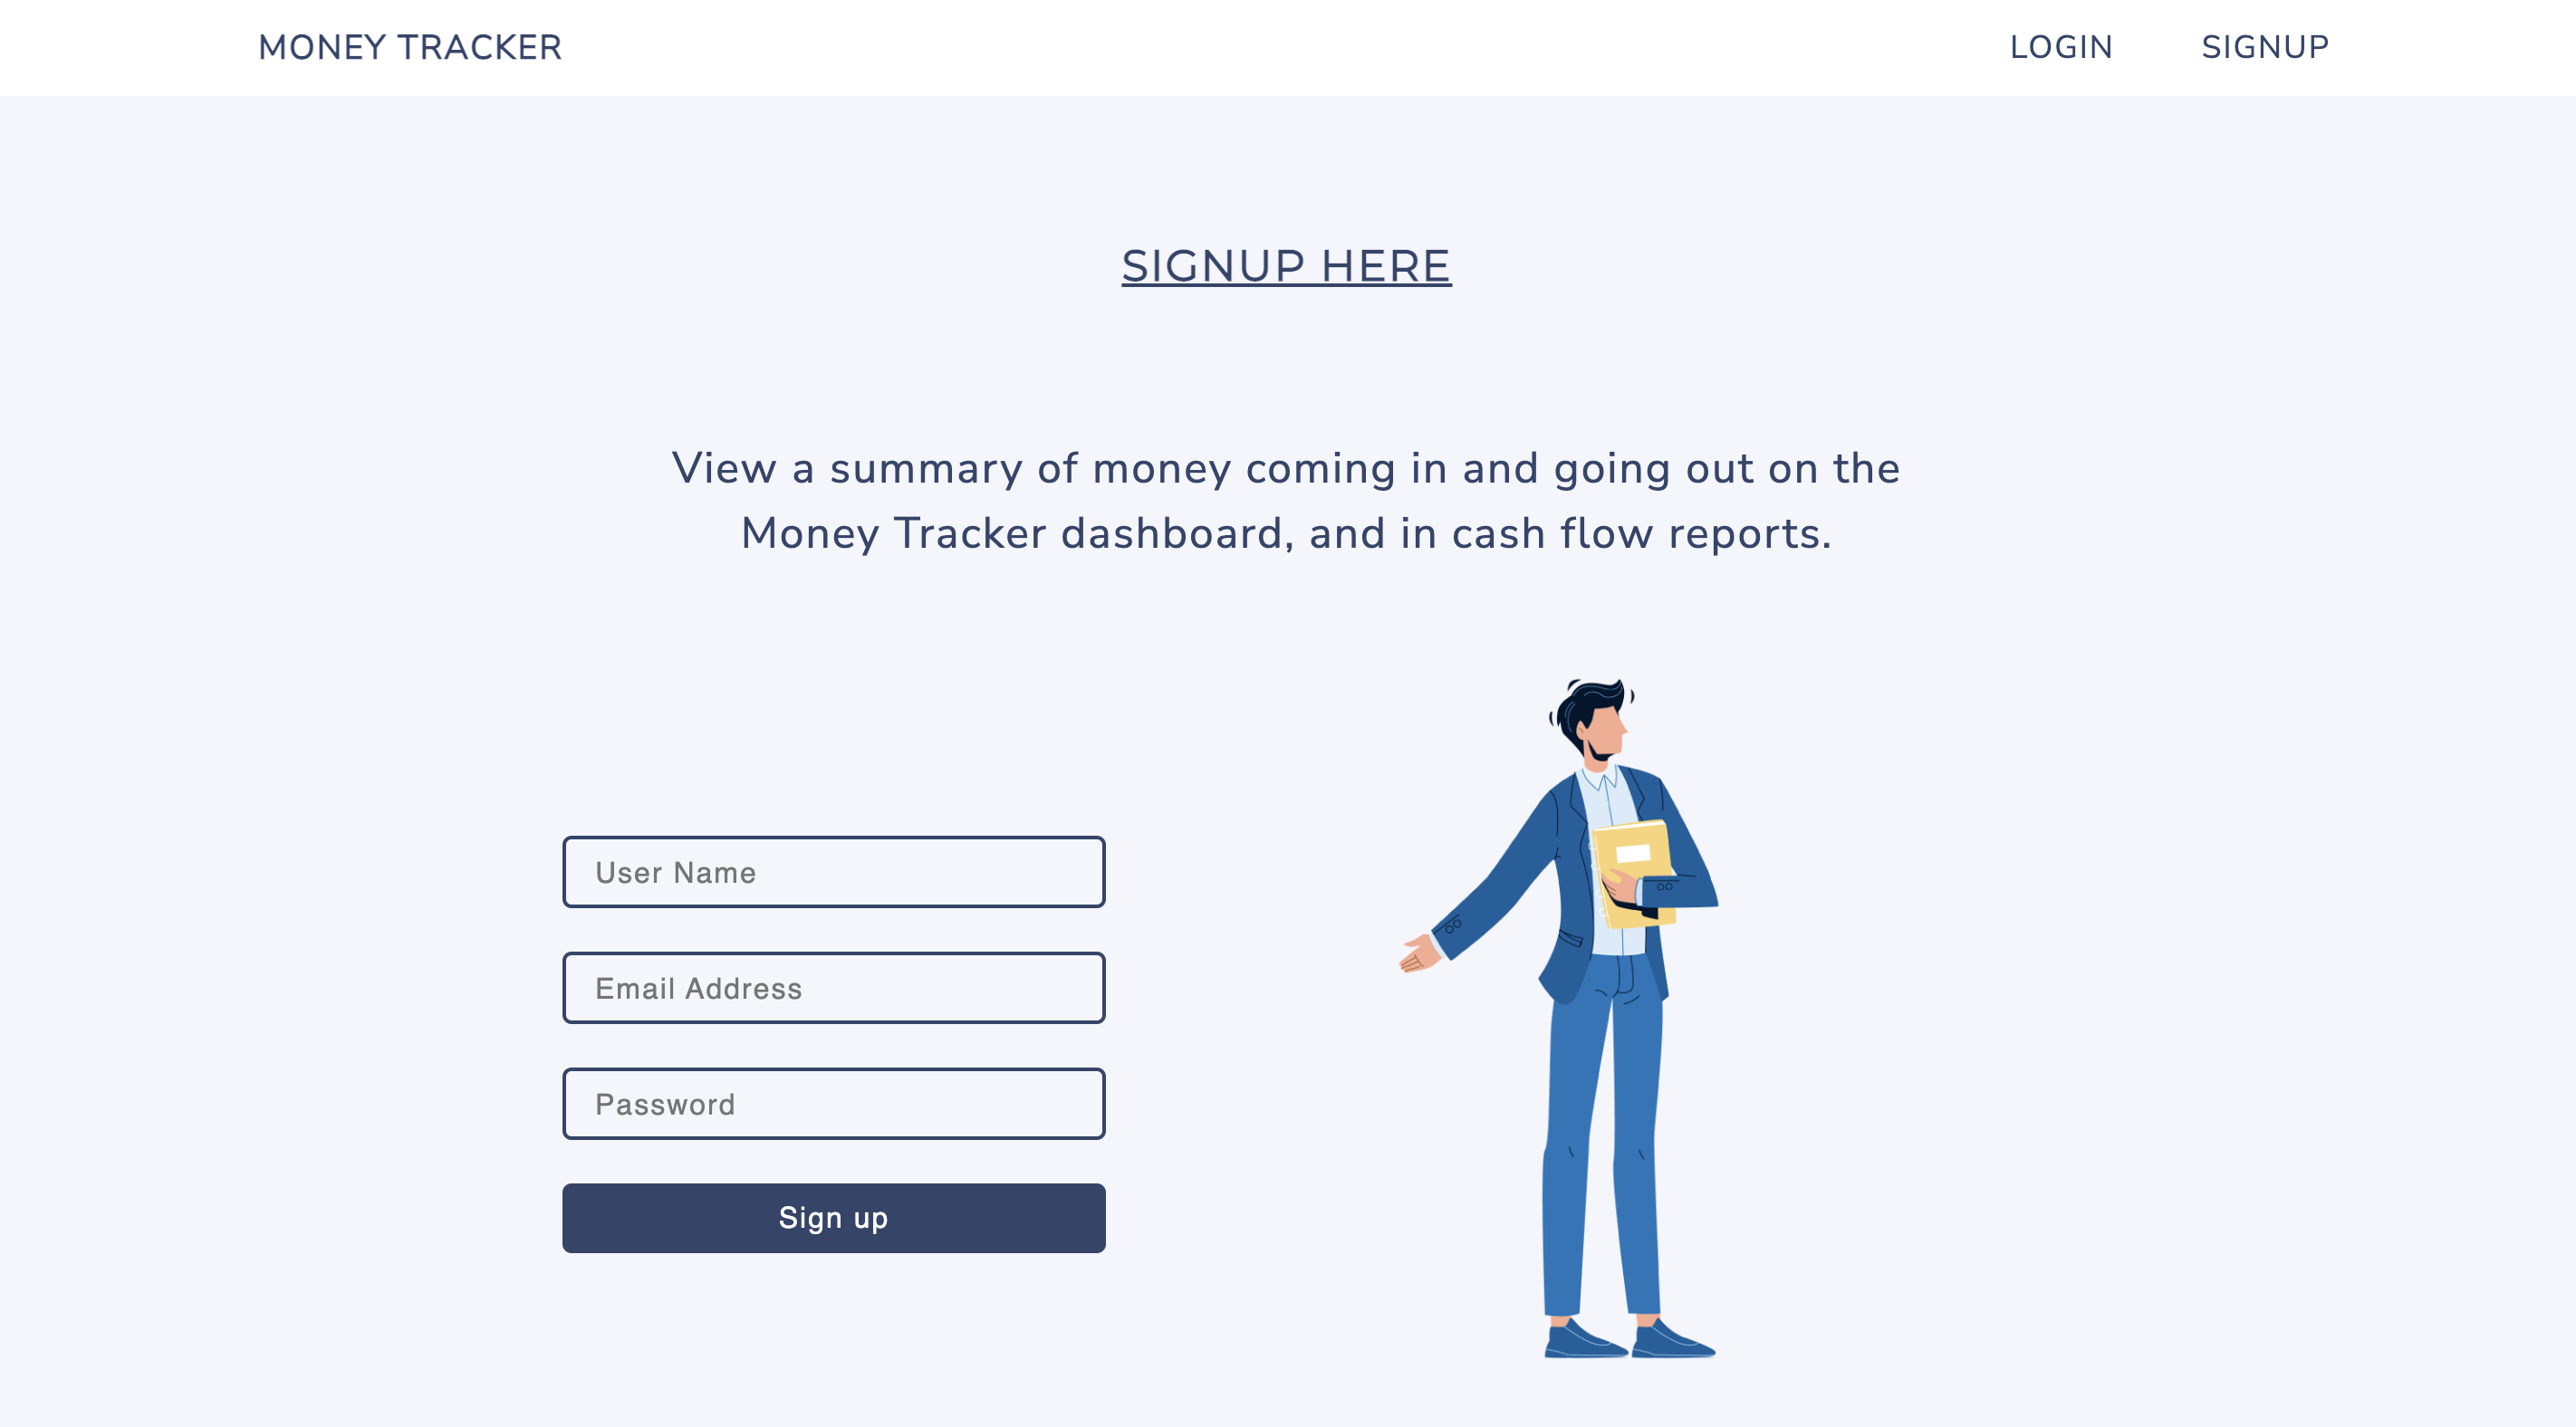 MONEY TRACKER
LOGIN
SIGNUP
SIGNUP HERE
View a summary of money coming in and going out on the
Money Tracker dashboard, and in cash flow reports.
User Name
Email Address
Password
Sign up